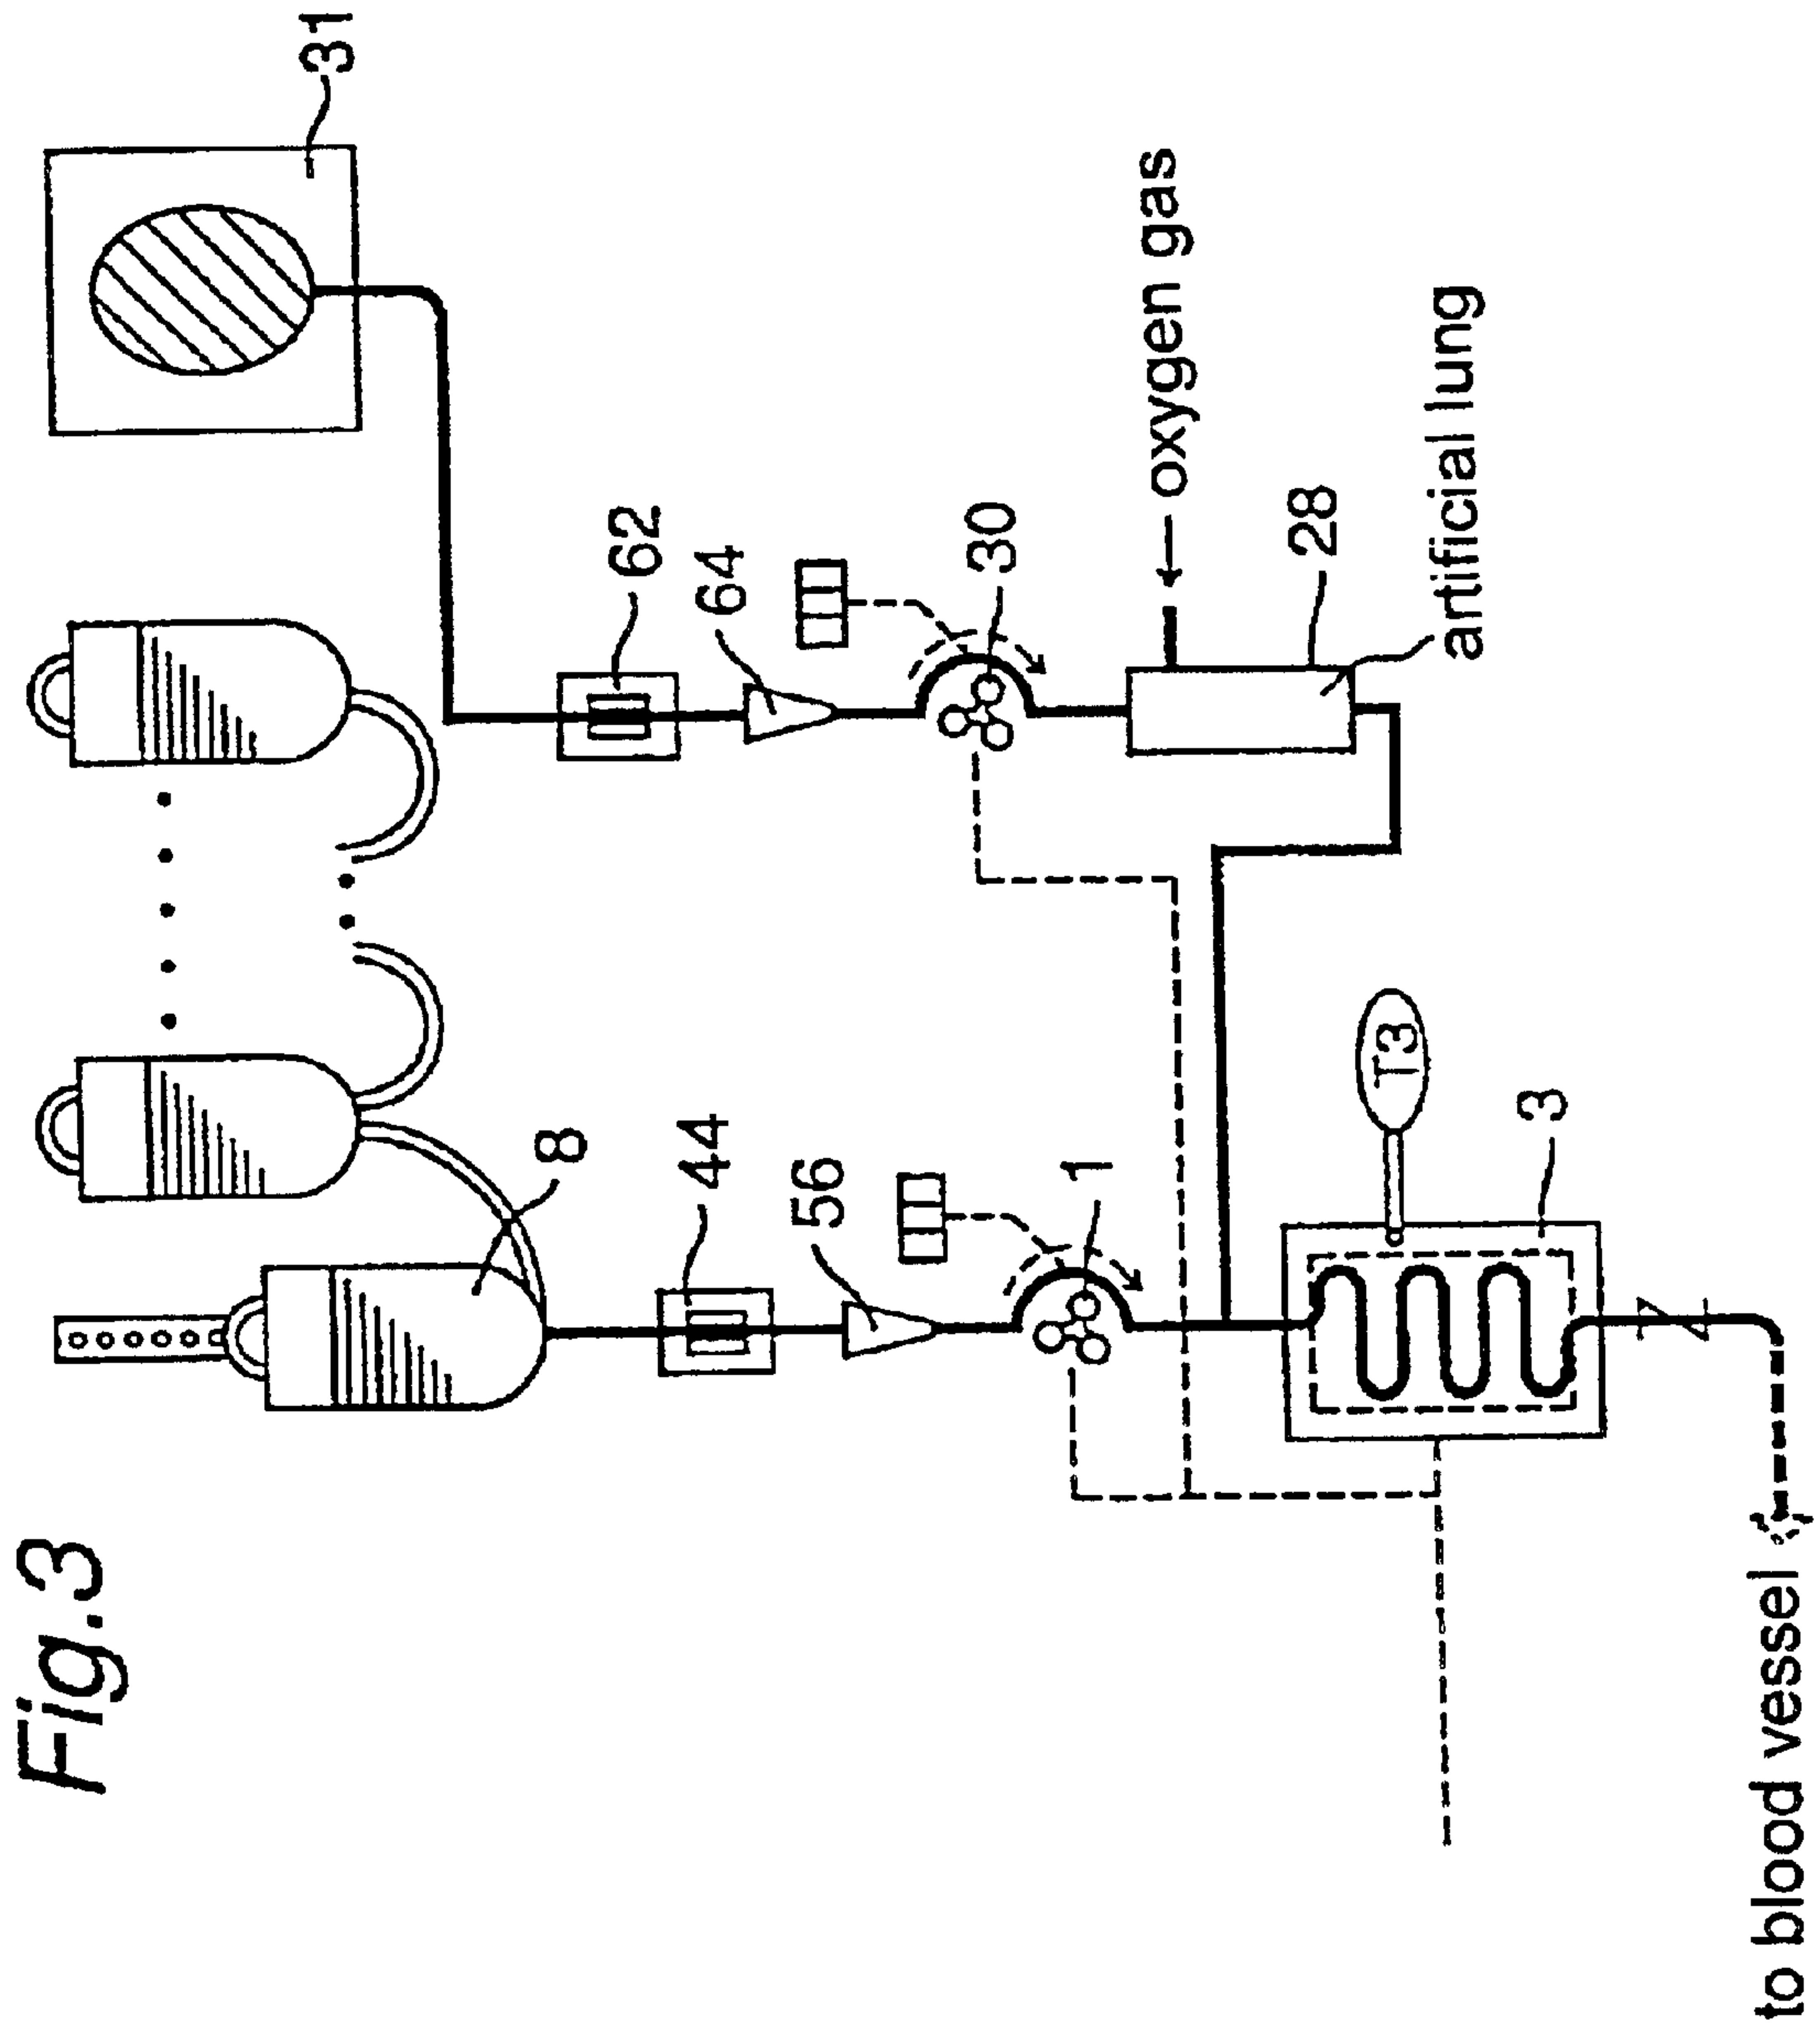 Fig.3
31
62
64
30
oxygen gas
28
artificial lung
8
44
56
1
T3
3
to blood vessel